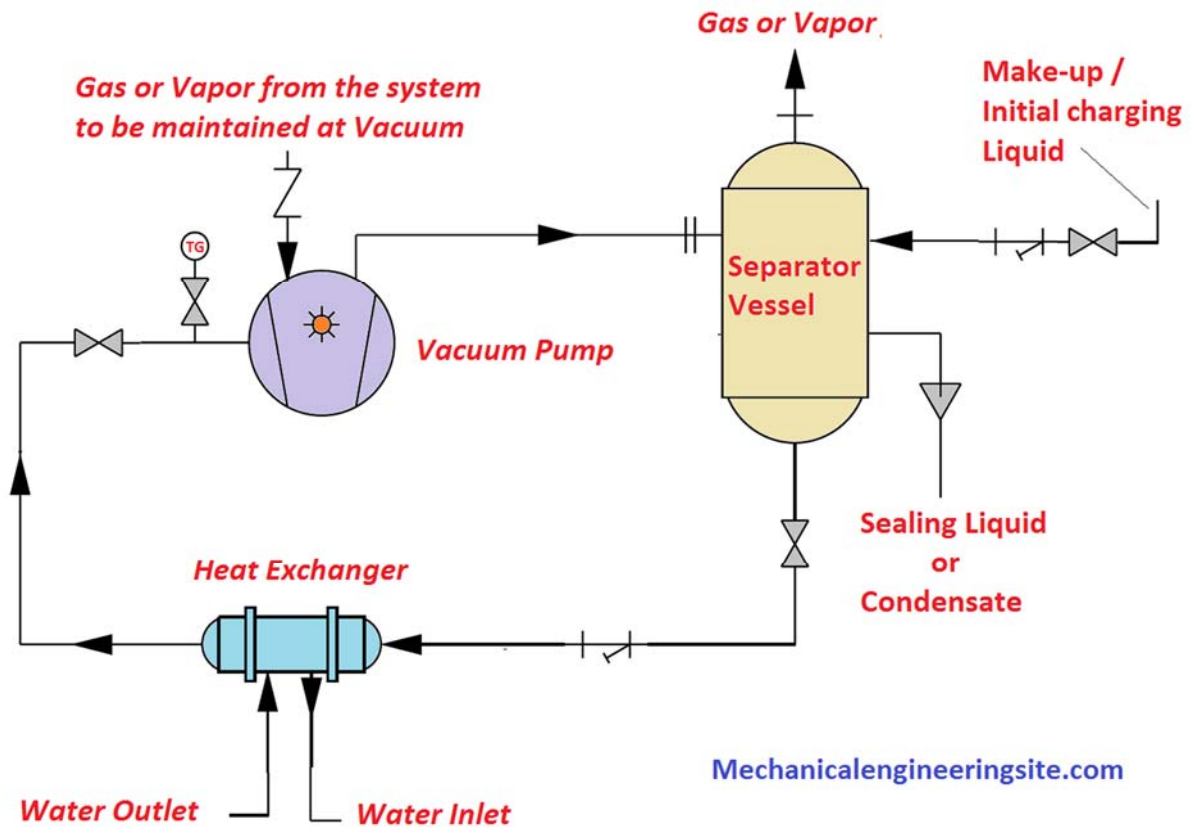 Gas or Vapor
Gas or Vapor from the system
to be maintained at Vacuum
Make-up /
Initial charging
Liquid
TG
Separator
Vessel
Vacuum Pump
Sealing Liquid
or
Condensate
Heat Exchanger
Mechanicalengineeringsite.com
Water Outlet
Water Inlet